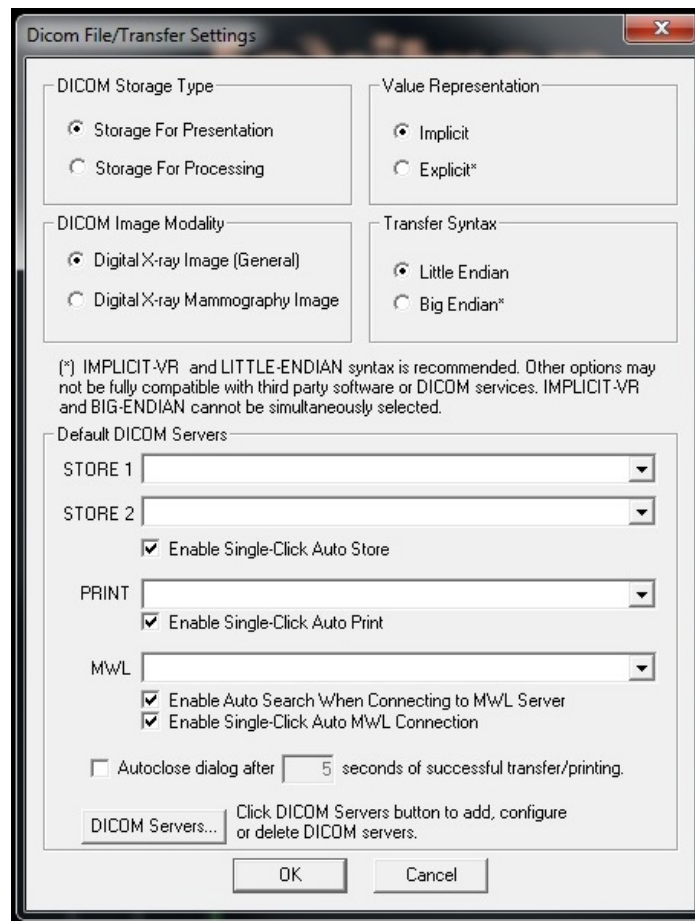 Dicom File/Transfer Settings
DICOM Storage Type
Storage For Presentation
Storage For Processing
Value Representation
Implicit
Explicit*
DICOM Image Modality
Digital X-ray Image (General)
Digital X-ray Mammography Image
Transfer Syntax
Little Endian
Big Endian*
(*) IMPLICIT-VR and LITTLE-ENDIAN syntax is recommended. Other options may
not be fully compatible with third party software or DICOM services. IMPLICIT-VR
and BIG-ENDIAN cannot be simultaneously selected.
Default DICOM Servers
STORE 1
STORE 2
Enable Single-Click Auto Store
PRINT
Enable Single-Click Auto Print
MWL
Enable Auto Search When Connecting to MWL Server
Enable Single-Click Auto MWL Connection
Autoclose dialog after 5 seconds of successful transfer/printing.
DICOM Servers...
Click DICOM Servers button to add, configure
or delete DICOM servers.
OK
Cancel